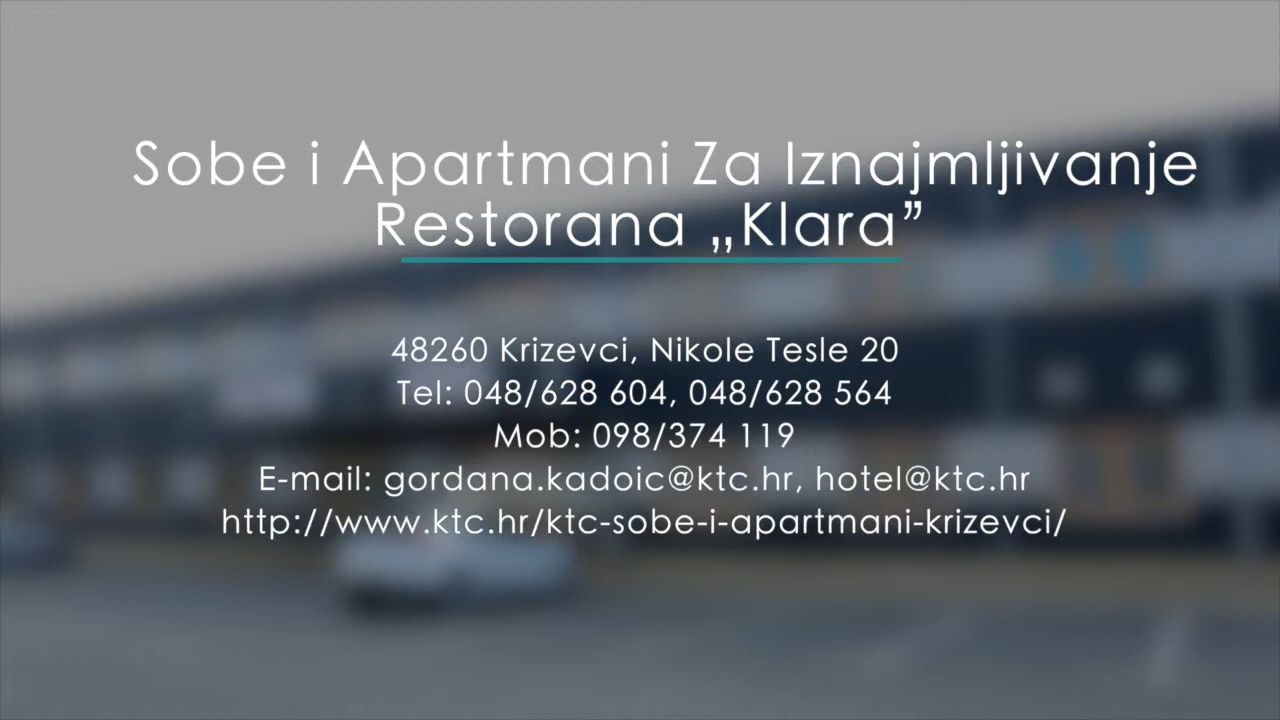 Sobe i Apartmani Za Iznajmljivanje
Restorana „Klara”
48260 Krizevci, Nikole Tesle 20
Tel: 048/628 604, 048/628 564
Mob: 098/374 119
E-mail: gordana.kadoic@ktc.hr, hotel@ktc.hr
http://www.ktc.hr/ktc-sobe-i-apartmani-krizevci/